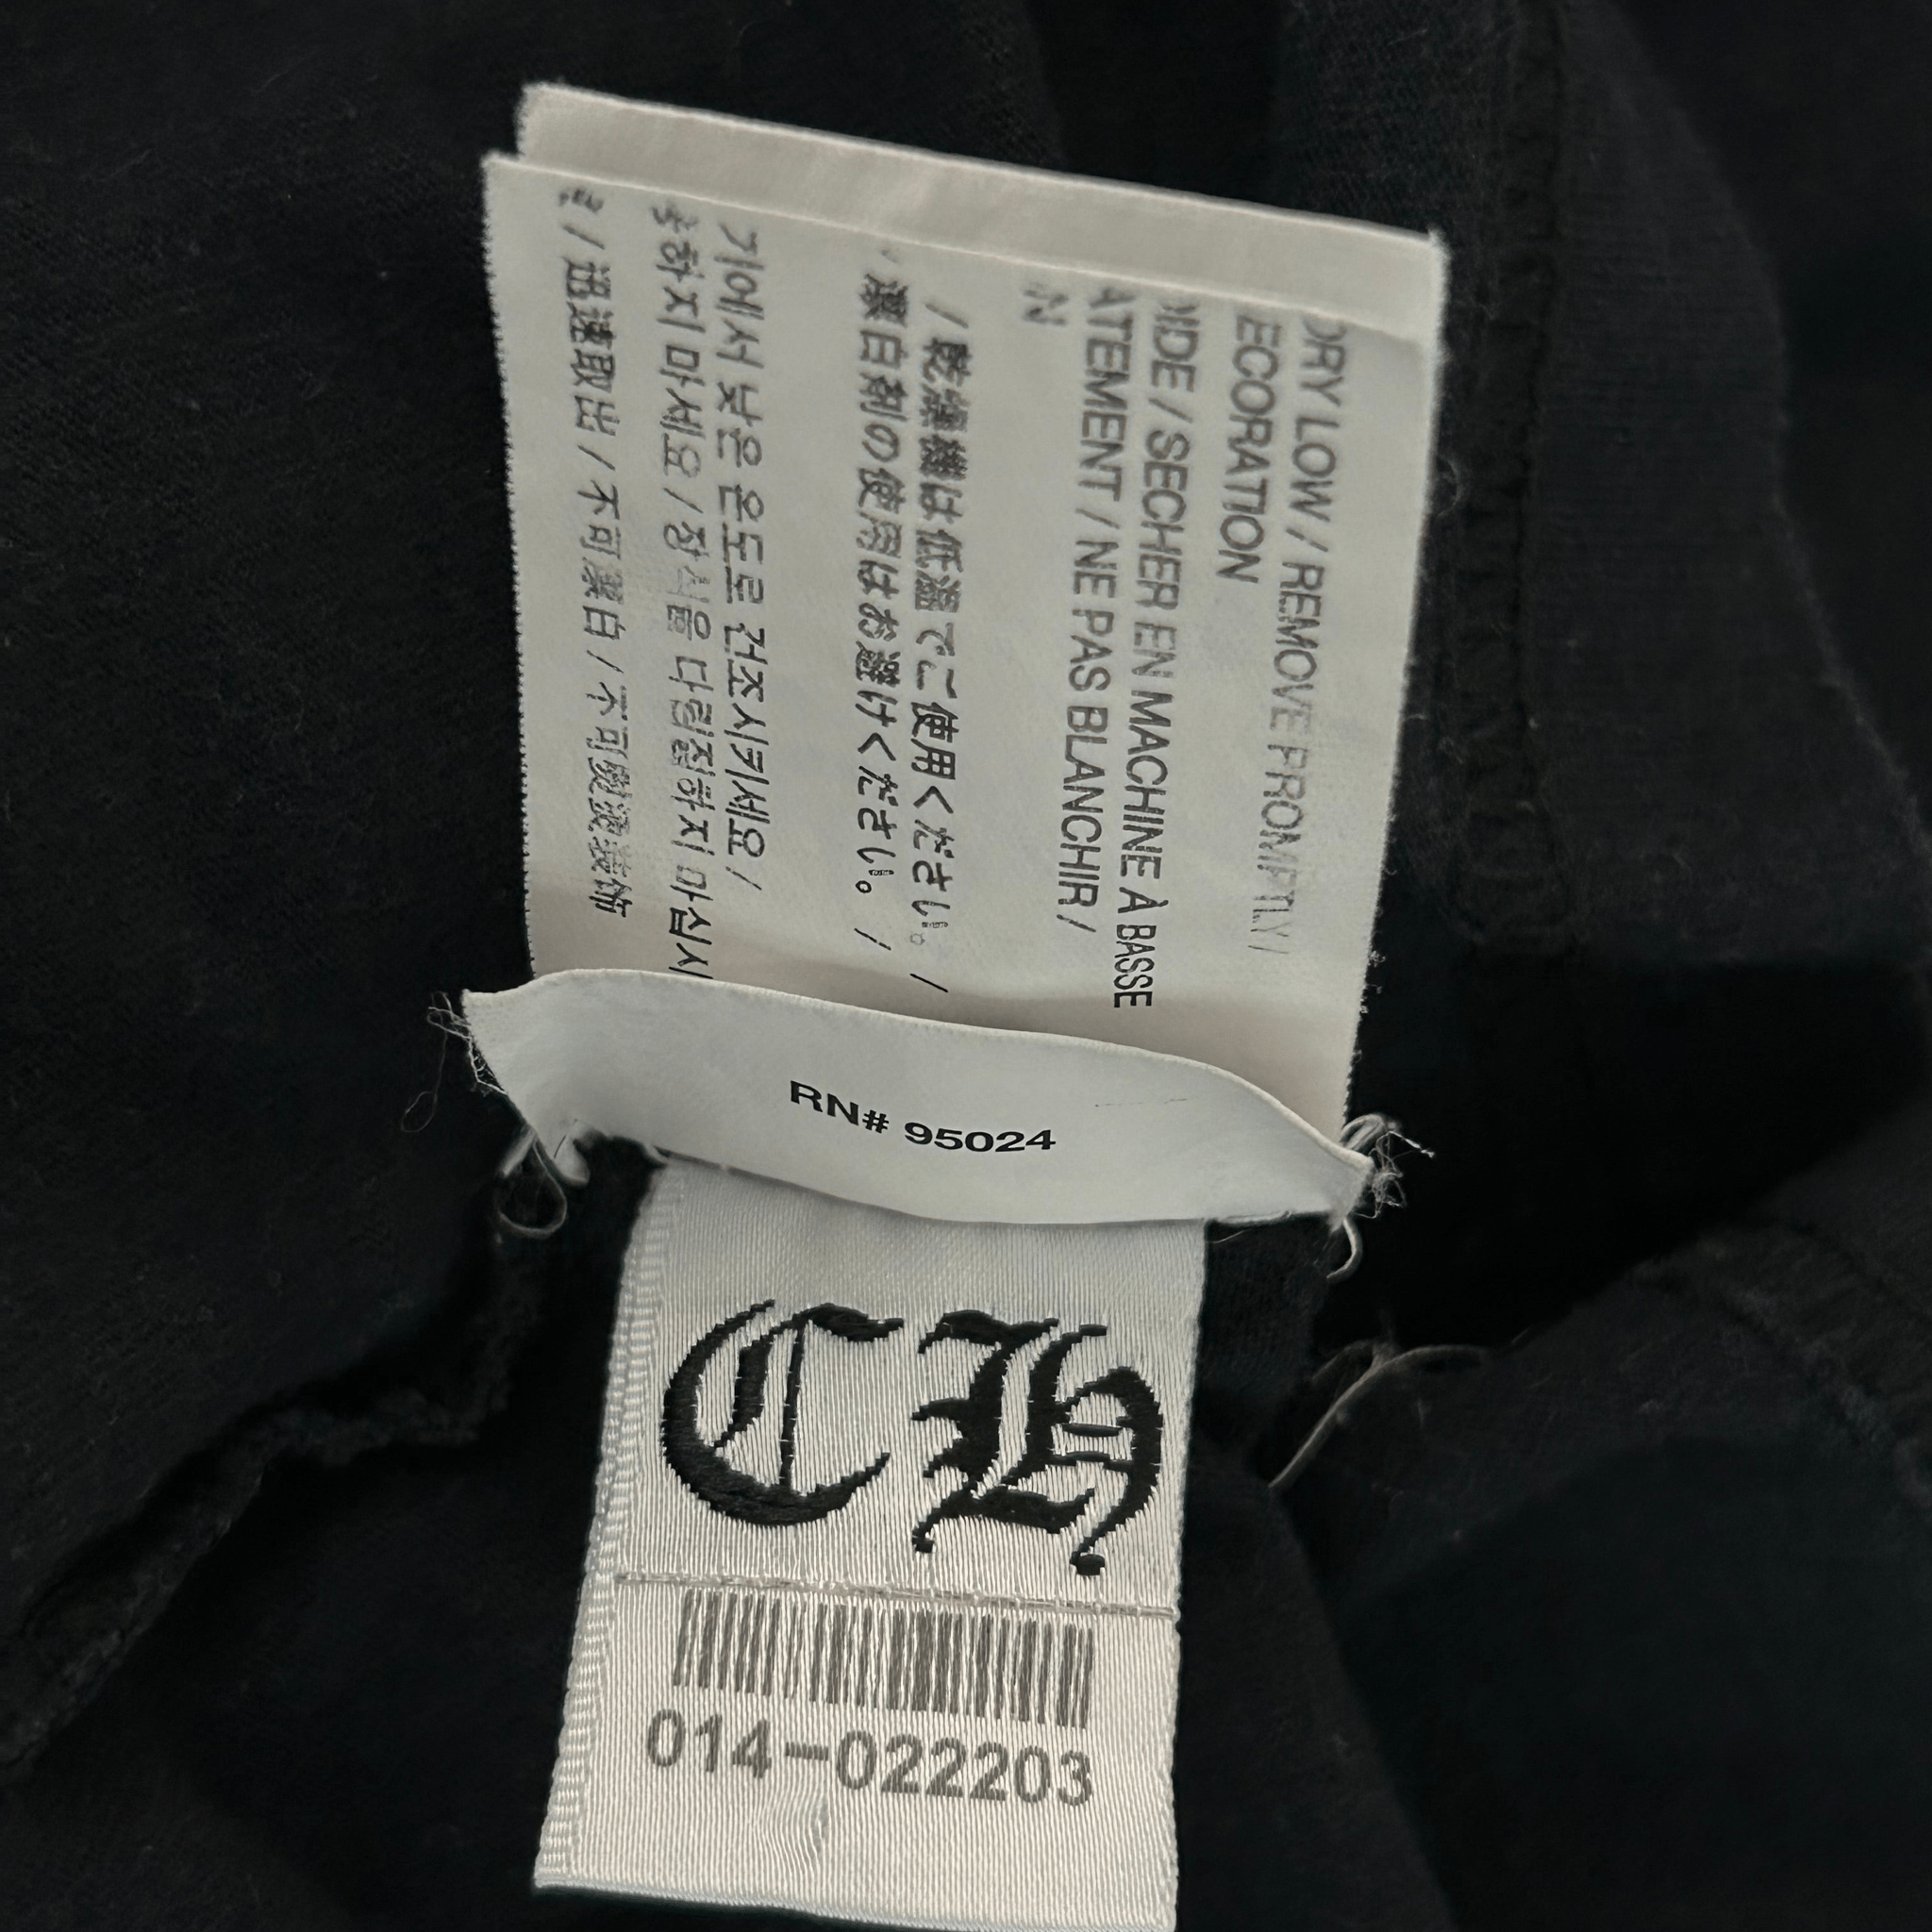 DRY LOW / REMOVE PROMPTLY /
ECORATION
IDE / SECHER EN MACHINE À BASSE
ATEMENT / NE PAS BLANCHIR /
N
/ 乾燥機は低温でご使用ください。 /
漂白剤の使用はお避けください。 /
기에서 낮은 온도로 건조시키세요 /
하지 마세요 / 장식을 다림질하지 마십시
/ 迅速取出 / 不可漂白 / 不可熨燙裝飾
RN# 95024
CH
014-022203